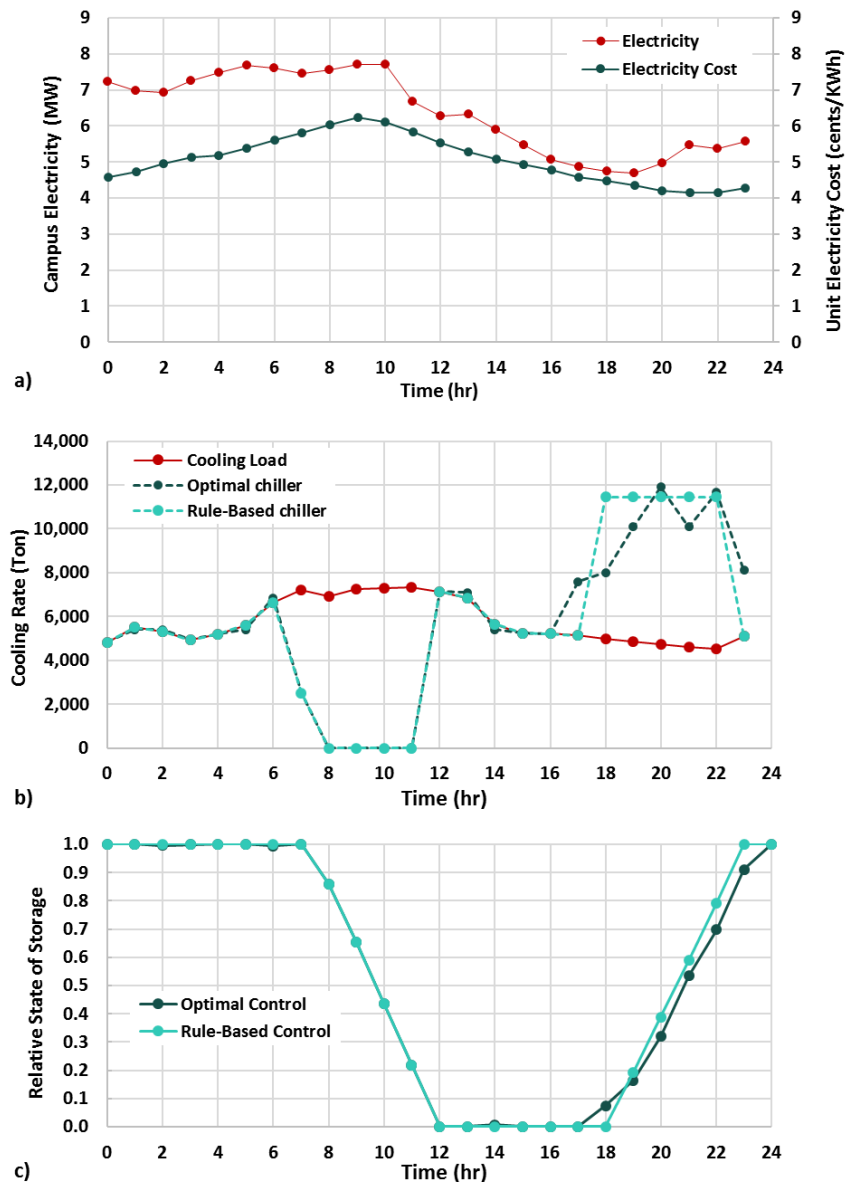 9
8
7
6
5
4
3
2
1
0
Campus Electricity (MW)
Electricity
Electricity Cost
9
8
7
6
5
4
3
2
1
0
Unit Electricity Cost (cents/KWh)
0 2 4 6 8 10 12 14 16 18 20 22 24
Time (hr)
a)
14,000
12,000
10,000
8,000
6,000
4,000
2,000
0
Cooling Rate (Ton)
Cooling Load
Optimal chiller
Rule-Based chiller
0 2 4 6 8 10 12 14 16 18 20 22 24
Time (hr)
b)
1.0
0.9
0.8
0.7
0.6
0.5
0.4
0.3
0.2
0.1
0.0
Relative State of Storage
Optimal Control
Rule-Based Control
0 2 4 6 8 10 12 14 16 18 20 22 24
Time (hr)
c)